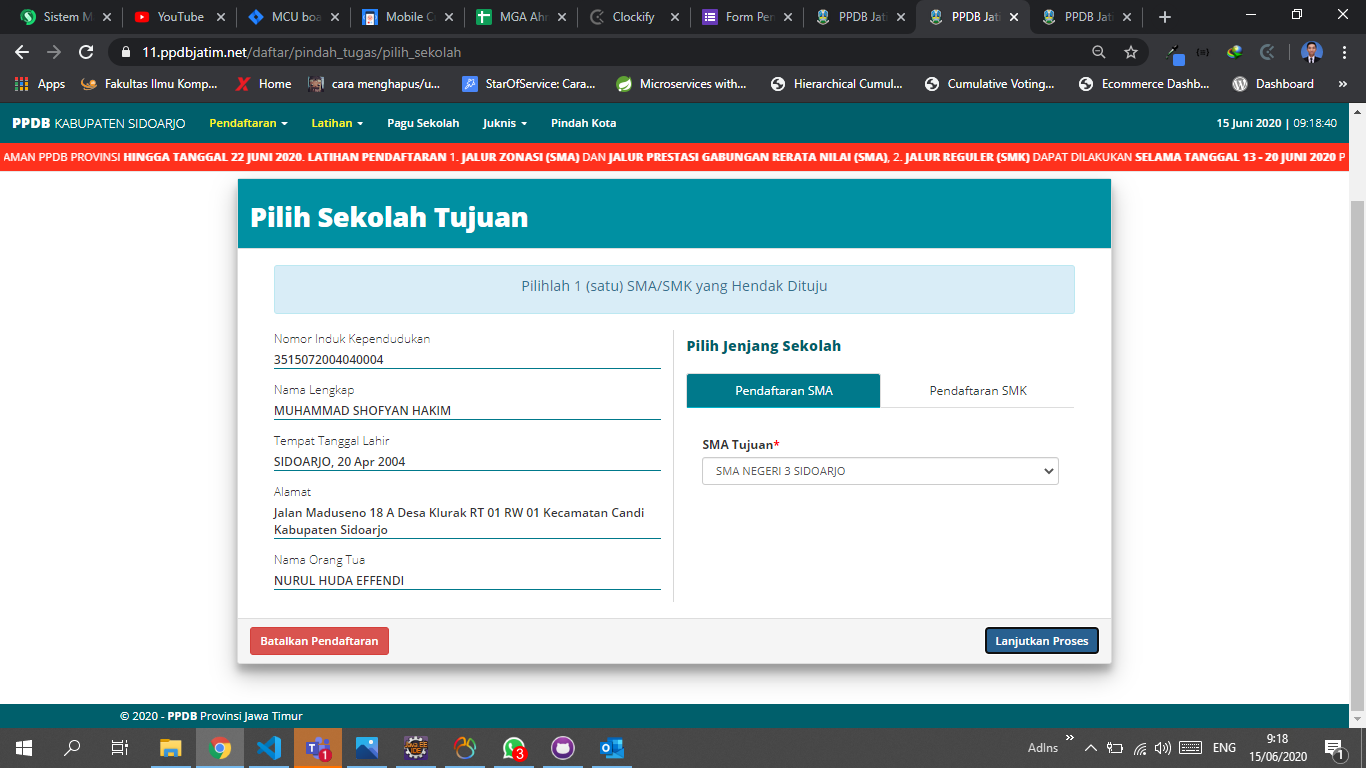 Sistem M
YouTube
MCU boa
Mobile C
MGA Ahr
Clockify
Form Pen
PPDB Jati
PPDB Jati
PPDB Jati
11.ppdbjatim.net/daftar/pindah_tugas/pilih_sekolah
Apps
Fakultas Ilmu Komp...
Home
cara menghapus/u...
StarOfService: Cara...
Microservices with...
Hierarchical Cumul...
Cumulative Voting...
Ecommerce Dashb...
Dashboard
»
PPDB KABUPATEN SIDOARJO
Pendaftaran
Latihan
Pagu Sekolah
Juknis
Pindah Kota
15 Juni 2020 | 09:18:40
AMAN PPDB PROVINSI HINGGA TANGGAL 22 JUNI 2020. LATIHAN PENDAFTARAN 1. JALUR ZONASI (SMA) DAN JALUR PRESTASI GABUNGAN RERATA NILAI (SMA), 2. JALUR REGULER (SMK) DAPAT DILAKUKAN SELAMA TANGGAL 13 - 20 JUNI 2020 P
Pilih Sekolah Tujuan
Pilihlah 1 (satu) SMA/SMK yang Hendak Dituju
Nomor Induk Kependudukan
3515072004040004
Nama Lengkap
MUHAMMAD SHOFYAN HAKIM
Tempat Tanggal Lahir
SIDOARJO, 20 Apr 2004
Alamat
Jalan Maduseno 18 A Desa Klurak RT 01 RW 01 Kecamatan Candi
Kabupaten Sidoarjo
Nama Orang Tua
NURUL HUDA EFFENDI
Pilih Jenjang Sekolah
Pendaftaran SMA
Pendaftaran SMK
SMA Tujuan*
SMA NEGERI 3 SIDOARJO
Batalkan Pendaftaran
Lanjutkan Proses
© 2020 - PPDB Provinsi Jawa Timur
1
3
AdIns
»
ENG
9:18
15/06/2020
1